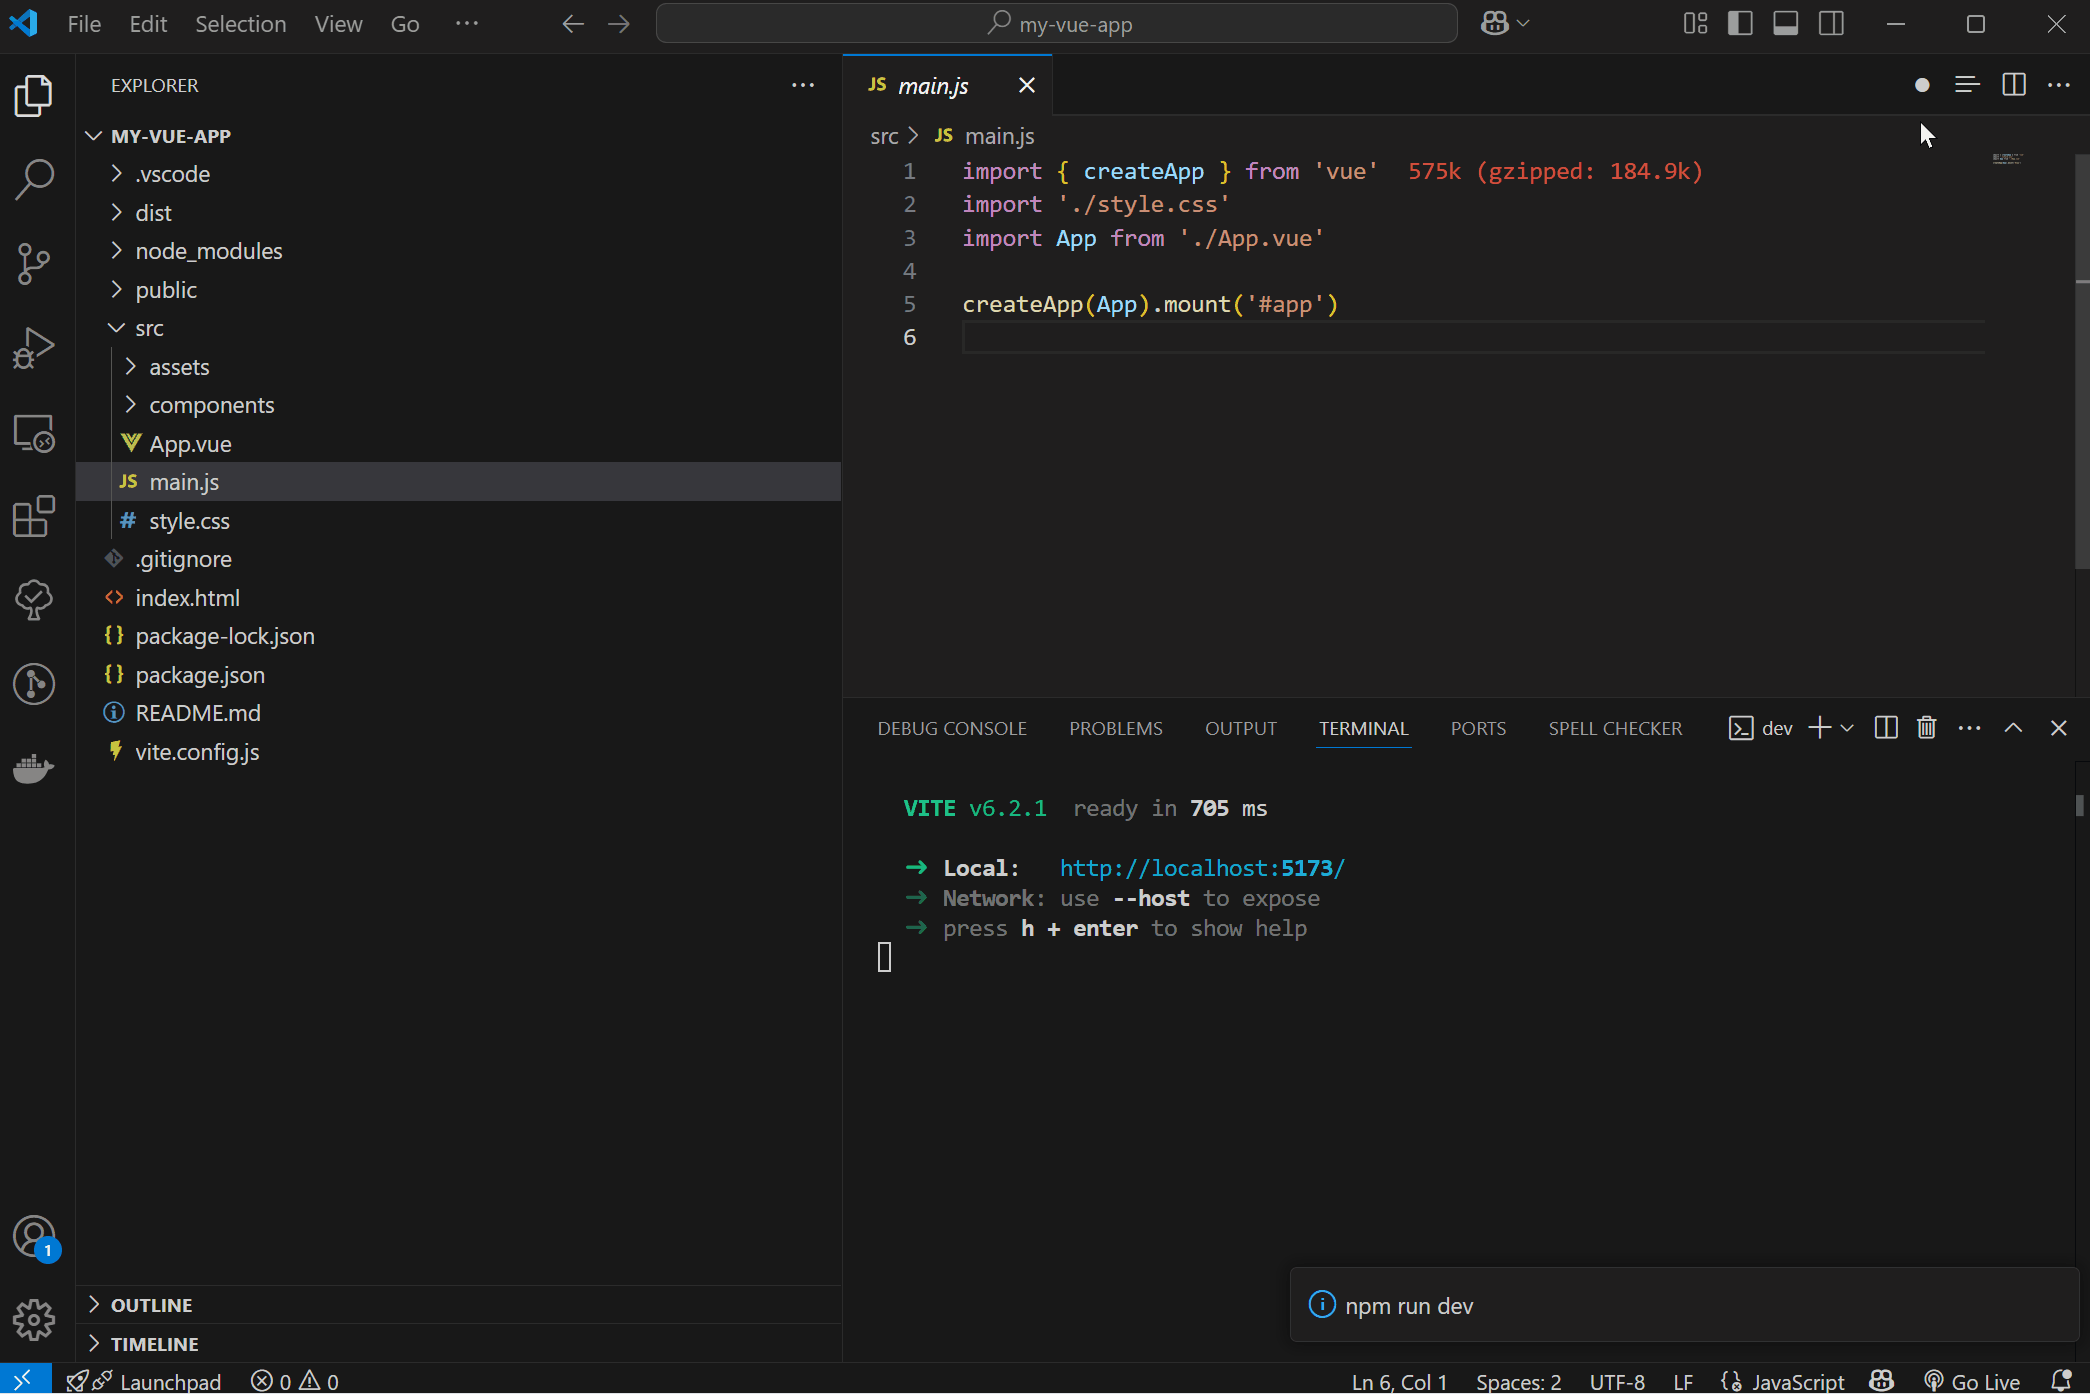 File Edit Selection View Go ···
my-vue-app
EXPLORER
MY-VUE-APP
.vscode
dist
node_modules
public
src
assets
components
App.vue
JS main.js
# style.css
.gitignore
<> index.html
{} package-lock.json
{} package.json
README.md
vite.config.js
OUTLINE
TIMELINE
JS main.js
src > JS main.js
1 import { createApp } from 'vue' 575k (gzipped: 184.9k)
2 import './style.css'
3 import App from './App.vue'
4
5 createApp(App).mount('#app')
6
DEBUG CONSOLE PROBLEMS OUTPUT TERMINAL PORTS SPELL CHECKER dev
VITE v6.2.1 ready in 705 ms
➜ Local: http://localhost:5173/
➜ Network: use --host to expose
➜ press h + enter to show help
npm run dev
1
Launchpad 0 0 Ln 6, Col 1 Spaces: 2 UTF-8 LF {} JavaScript Go Live